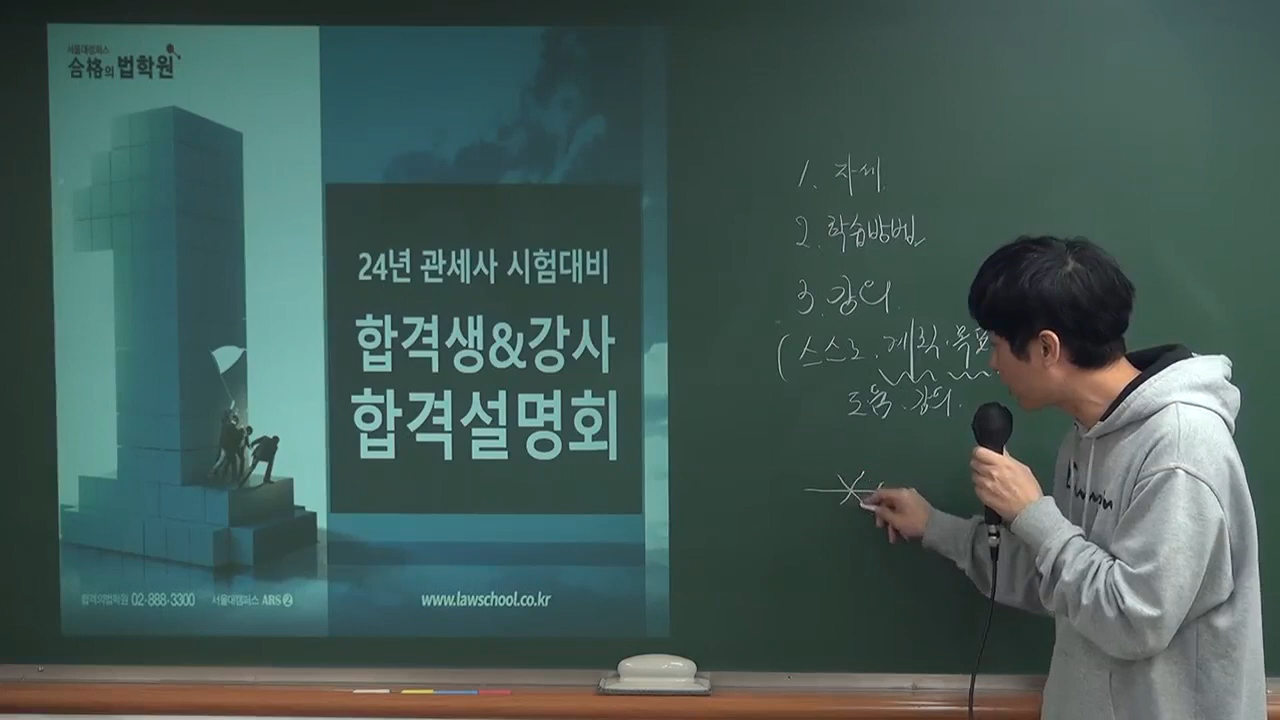 서울대캠퍼스
合格의 법학원
24년 관세사 시험대비
합격생&강사
합격설명회
합격의법학원 02-888-3300 서울대캠퍼스 ARS 2
www.lawschool.co.kr
1. 자세.
2. 학습방법
3. 강의.
(스스로, 계획·목표
도움, 강의.